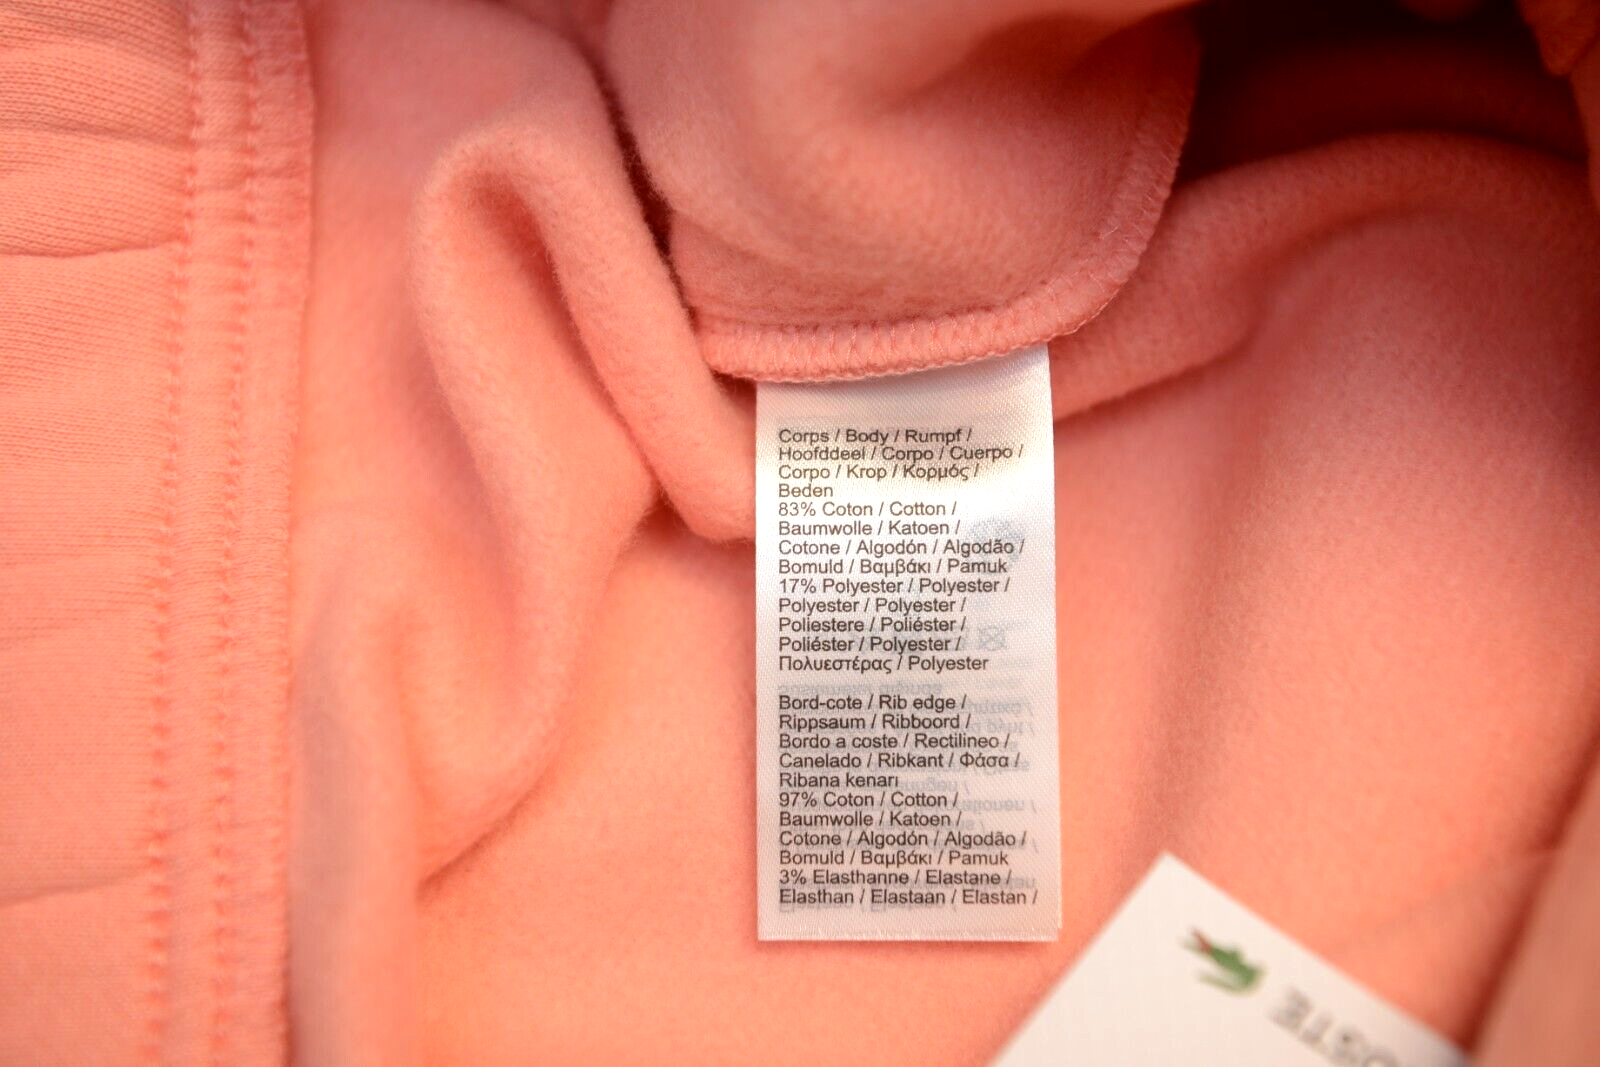 Corps / Body / Rumpf /
Hoofddeel / Corpo / Cuerpo /
Corpo / Krop / Κορμός /
Beden
83% Coton / Cotton /
Baumwolle / Katoen /
Cotone / Algodón / Algodão /
Bomuld / Βαμβάκι / Pamuk
17% Polyester / Polyester /
Polyester / Polyester /
Poliestere / Poliéster /
Poliéster / Polyester /
Πολυεστέρας / Polyester
Bord-cote / Rib edge /
Rippsaum / Ribboord /
Bordo a coste / Rectilineo /
Canelado / Ribkant / Φάσα /
Ribana kenarı
97% Coton / Cotton /
Baumwolle / Katoen /
Cotone / Algodón / Algodão /
Bomuld / Βαμβάκι / Pamuk
3% Elasthanne / Elastane /
Elasthan / Elastaan / Elastan /
OSTE